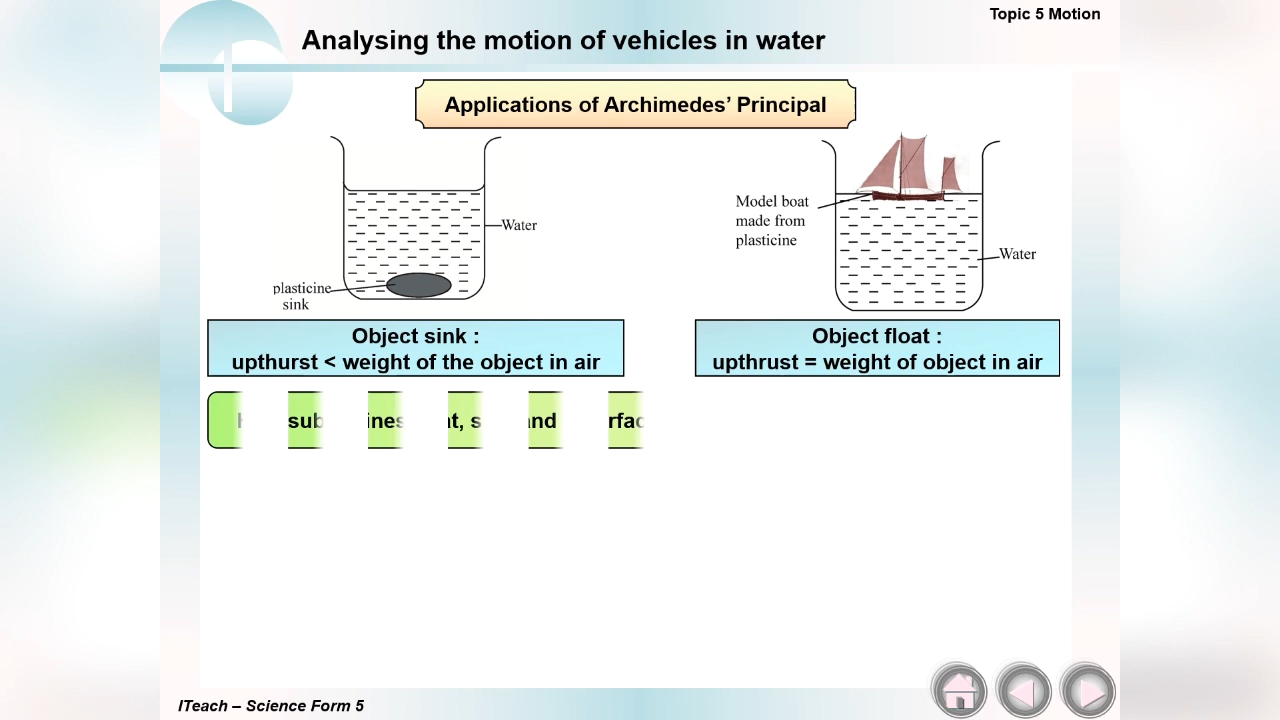 Topic 5 Motion
Analysing the motion of vehicles in water
Applications of Archimedes’ Principal
Water
plasticine
sink
Model boat
made from
plasticine
Water
Object sink :
upthurst < weight of the object in air
Object float :
upthrust = weight of object in air
ITeach – Science Form 5